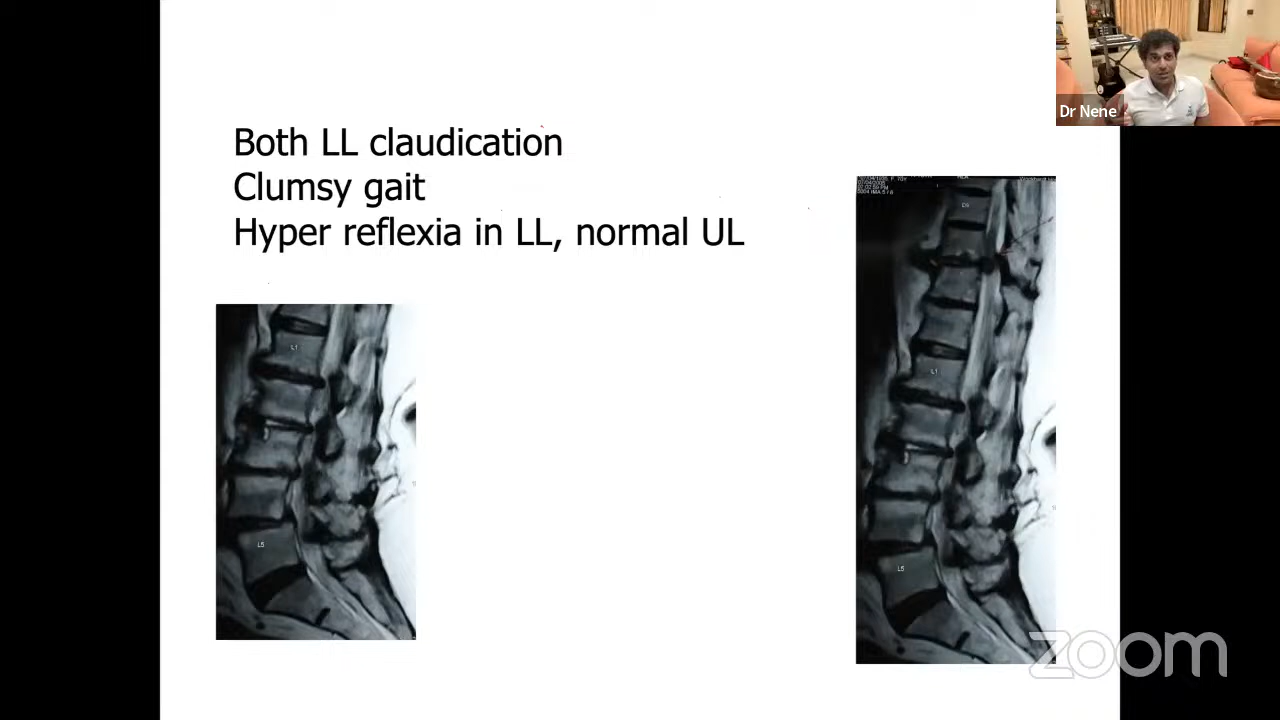 Both LL claudication
Clumsy gait
Hyper reflexia in LL, normal UL
Dr Nene
L1
L5
L1
L5
zoom